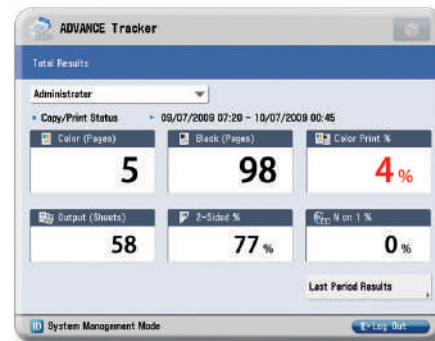 ADVANCE Tracker
Total Results
Administrator
Copy/Print Status 09/07/2009 07:20 - 10/07/2009 00:45
Color (Pages) Black (Pages) Color Print %
5 98 4 %
Output (Sheets) 2-Sided % N on 1 %
58 77 % 0 %
Last Period Results
ID System Management Mode Log Out